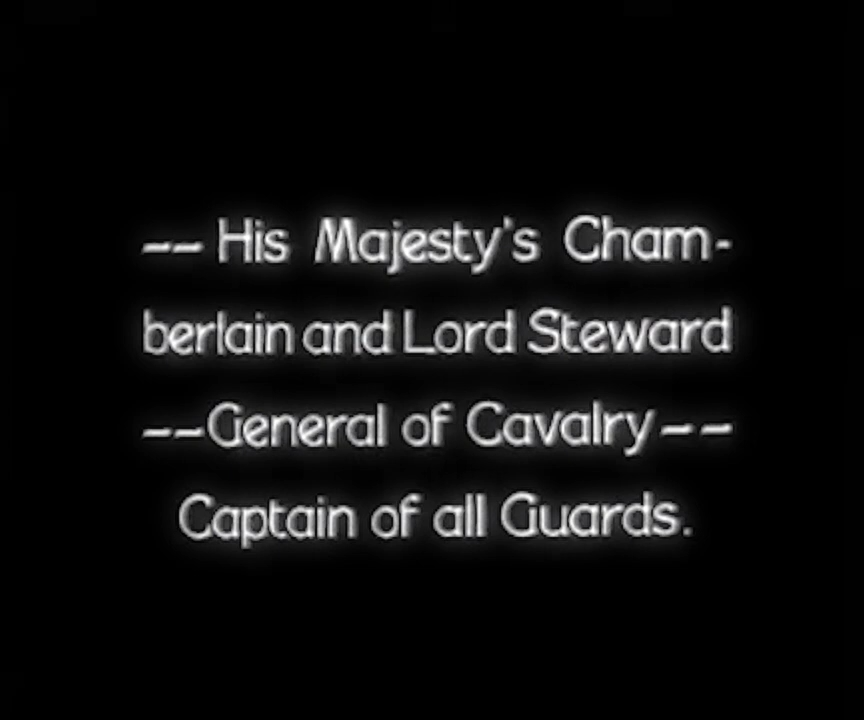 -- His Majesty's Cham-
berlain and Lord Steward
--General of Cavalry--
Captain of all Guards.